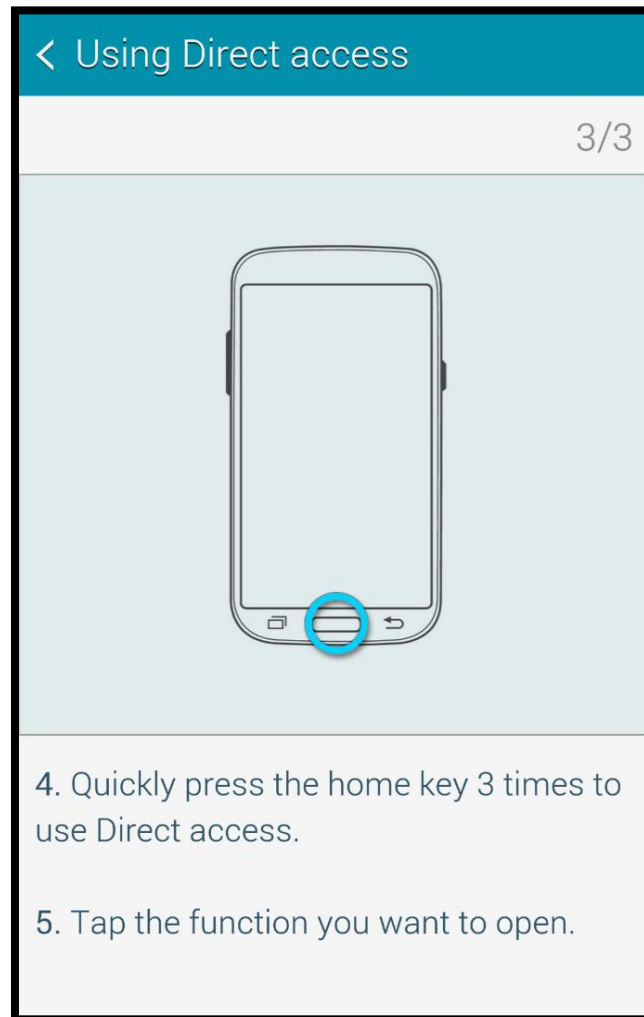 Using Direct access
3/3
4. Quickly press the home key 3 times to
use Direct access.
5. Tap the function you want to open.